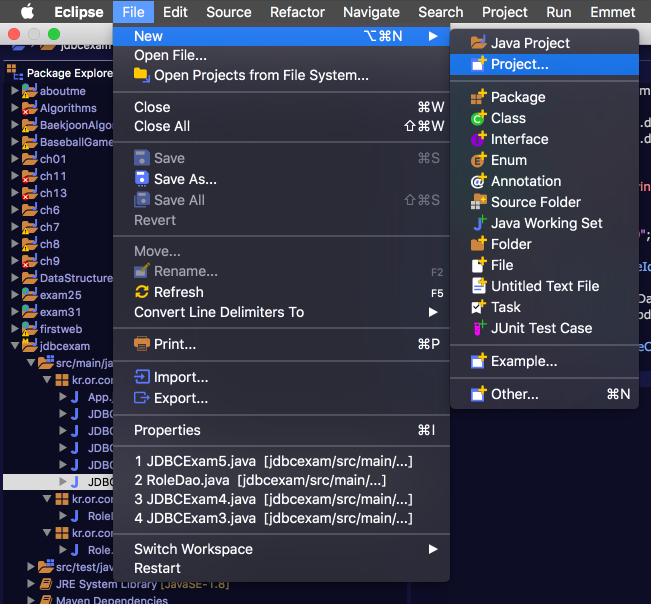 Eclipse File Edit Source Refactor Navigate Search Project Run Emmet
jdbcexam
Package Explore
aboutme
Algorithms
BaekjoonAlgo
BaseballGame
ch01
ch11
ch13
ch6
ch7
ch8
ch9
DataStructure
exam25
exam31
firstweb
jdbcexam
src/main/ja
kr.or.con
App.
JDBC
JDBC
JDBC
JDBC
JDBC
kr.or.con
Role
kr.or.con
Role.
src/test/jav
JRE System Library [JavaSE-1.8]
Maven Dependencies
New ⌥⌘N ▶
Open File...
Open Projects from File System...
Close ⌘W
Close All ⇧⌘W
Save ⌘S
Save As...
Save All ⇧⌘S
Revert
Move...
Rename... F2
Refresh F5
Convert Line Delimiters To ▶
Print... ⌘P
Import...
Export...
Properties ⌘I
1 JDBCExam5.java [jdbcexam/src/main/...]
2 RoleDao.java [jdbcexam/src/main/...]
3 JDBCExam4.java [jdbcexam/src/main/...]
4 JDBCExam3.java [jdbcexam/src/main/...]
Switch Workspace ▶
Restart
Java Project
Project...
Package
Class
Interface
Enum
Annotation
Source Folder
Java Working Set
Folder
File
Untitled Text File
Task
JUnit Test Case
Example...
Other... ⌘N